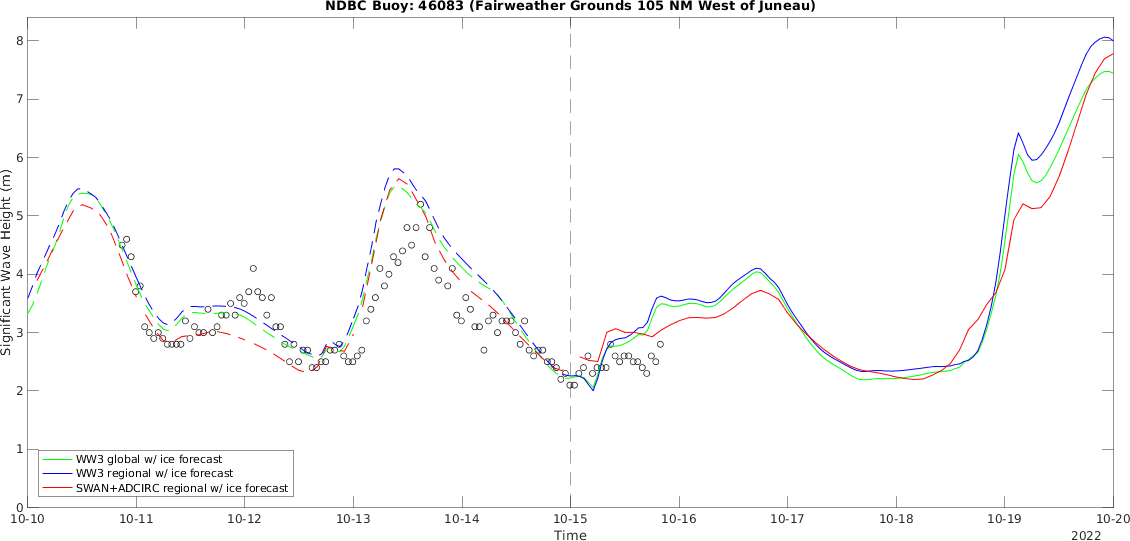 NDBC Buoy: 46083 (Fairweather Grounds 105 NM West of Juneau)
Significant Wave Height (m)
8
7
6
5
4
3
2
1
0
WW3 global w/ ice forecast
WW3 regional w/ ice forecast
SWAN+ADCIRC regional w/ ice forecast
10-10 10-11 10-12 10-13 10-14 10-15 10-16 10-17 10-18 10-19 10-20
Time
2022